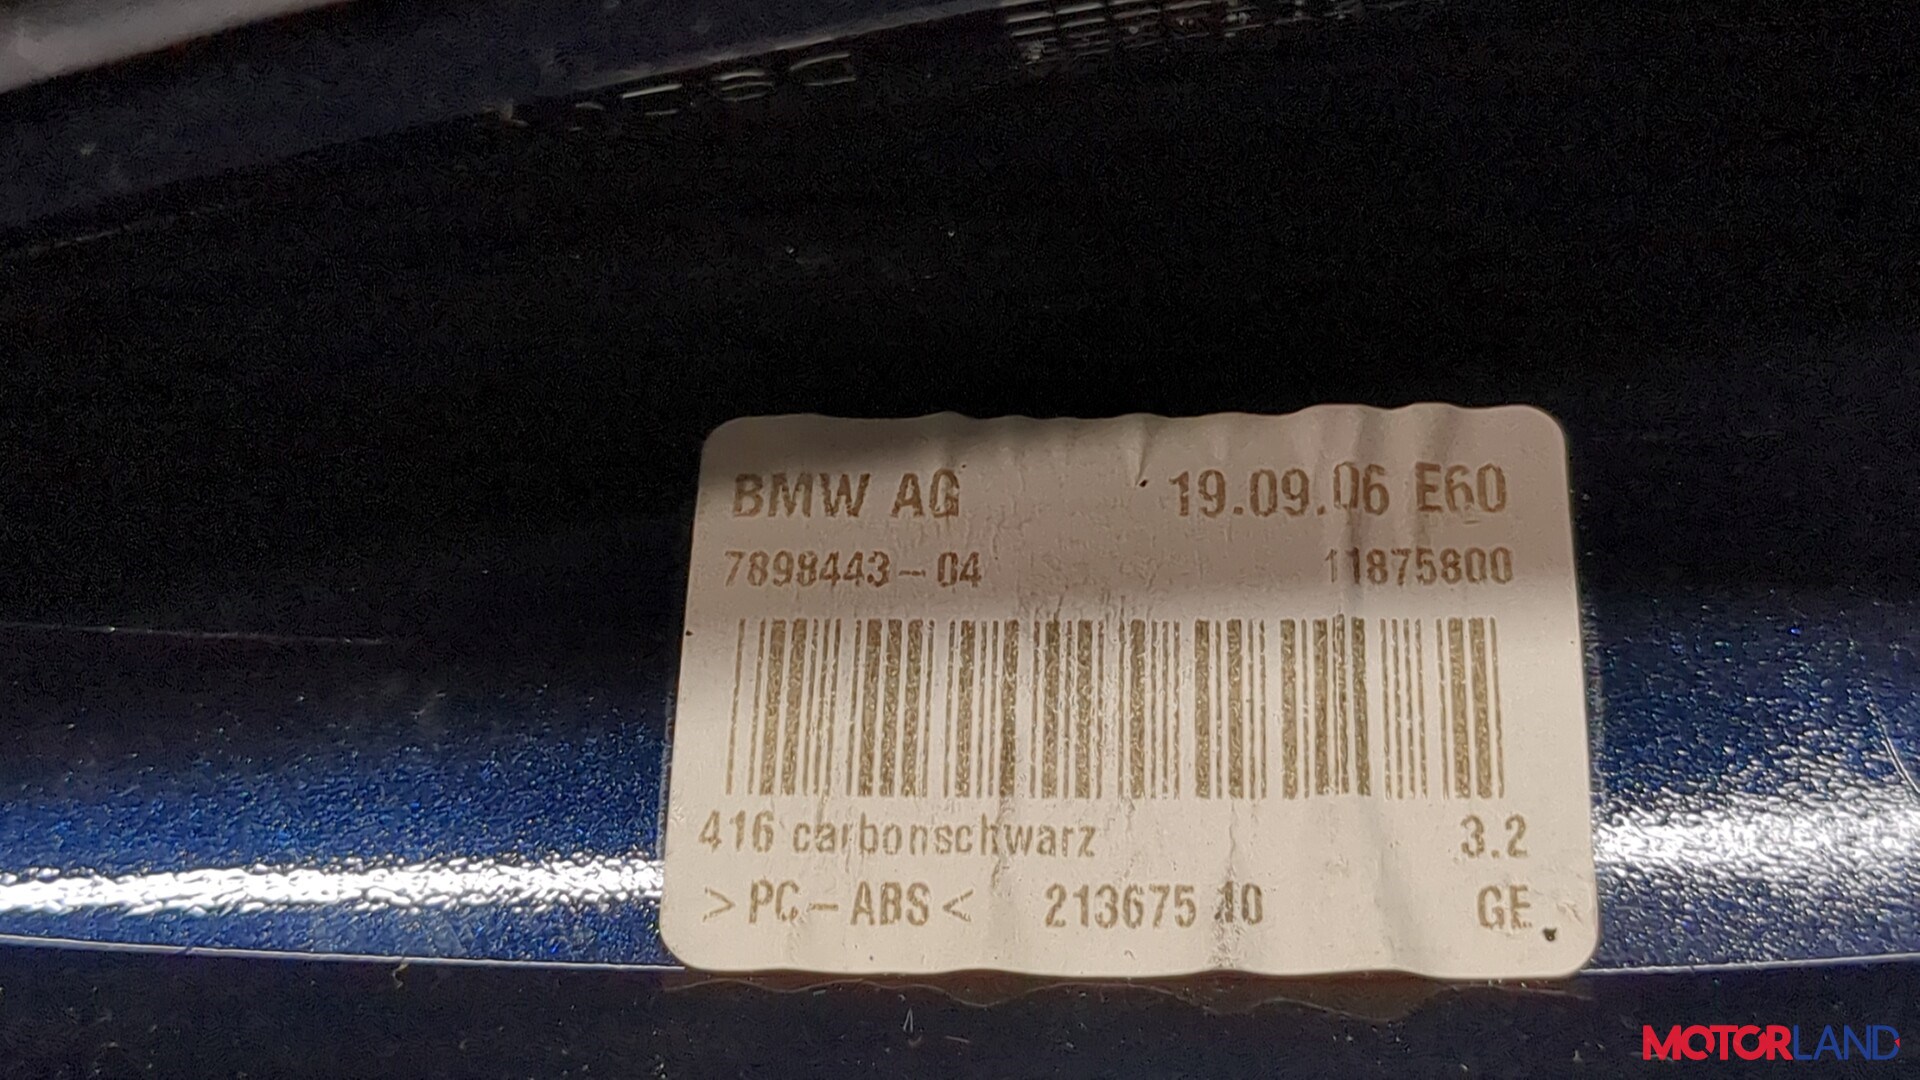 BMW AG 19.09.06 E60
7898443-04 11875800
416 carbonschwarz 3.2
>PC-ABS< 213675 10 GE
MOTORLAND